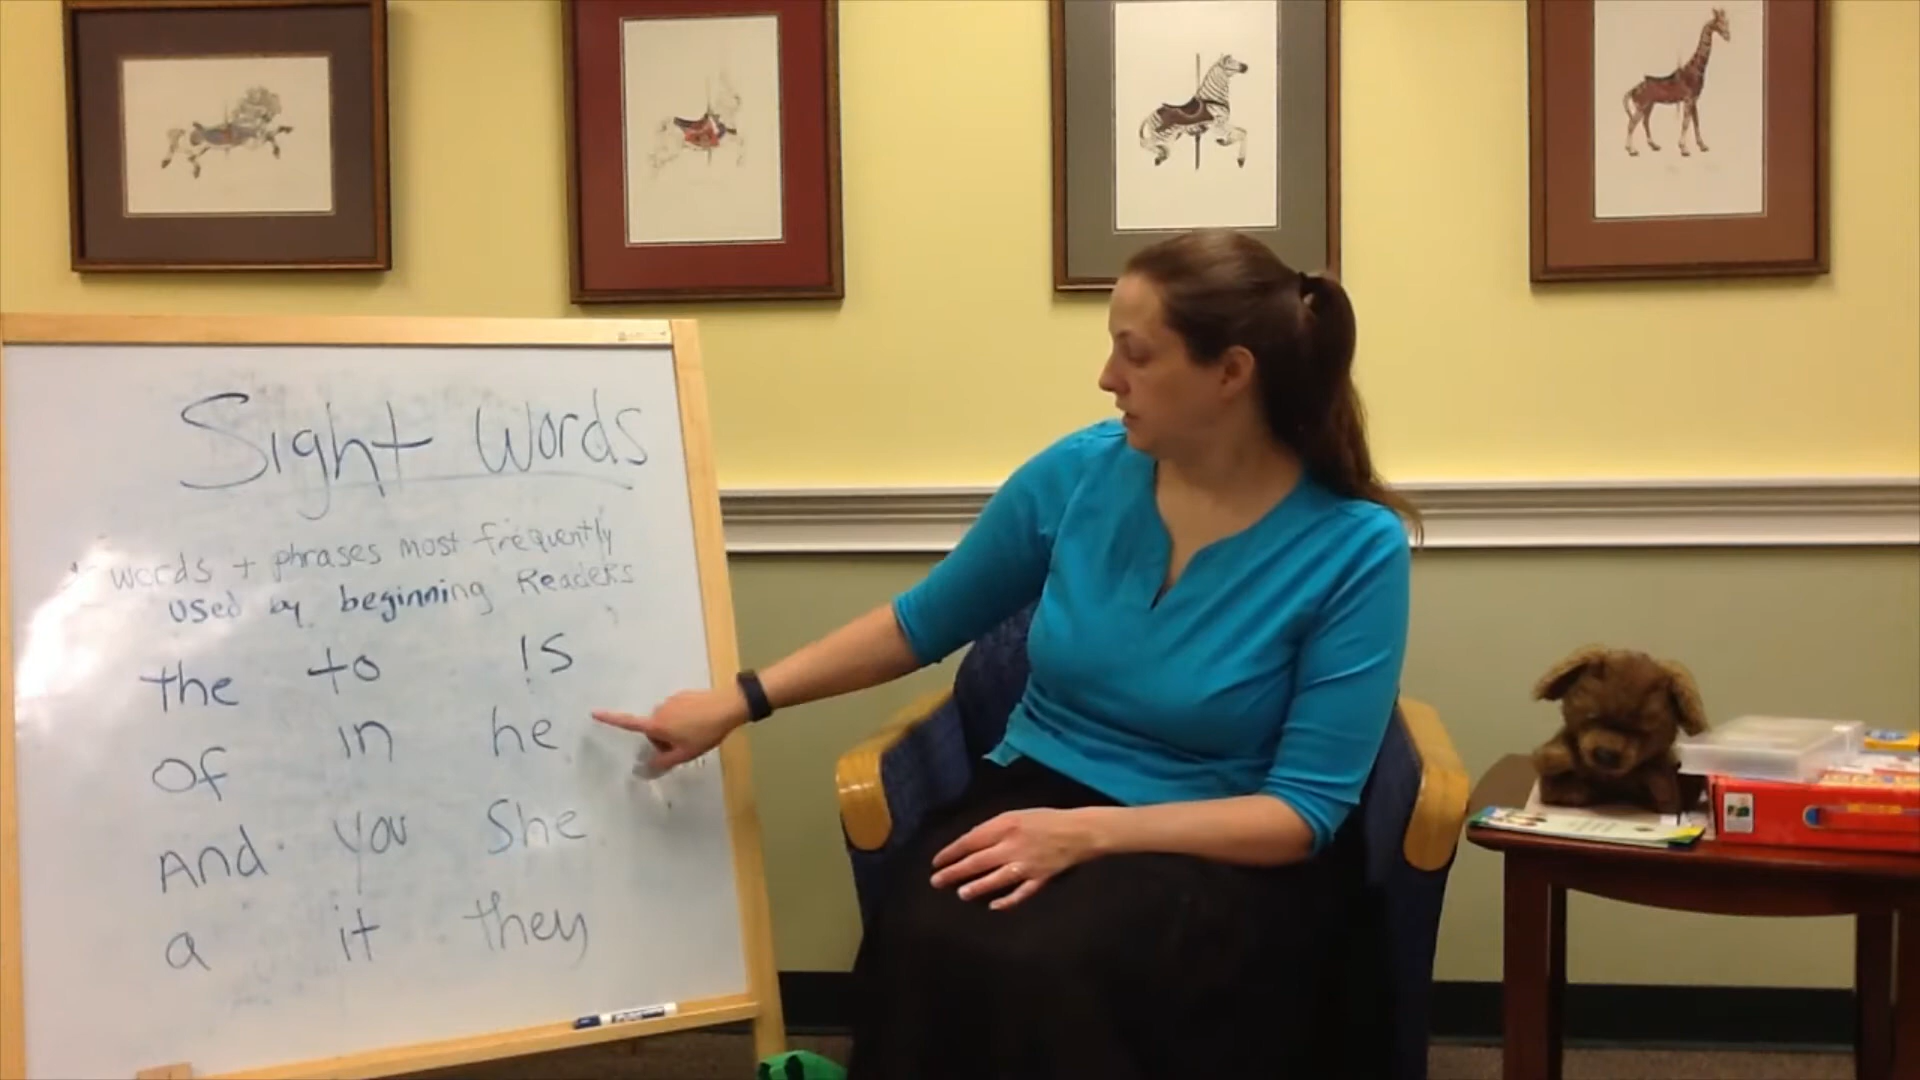 Sight Words
words + phrases most frequently
used by beginning Readers
the to is
of in he
And you She
a it they